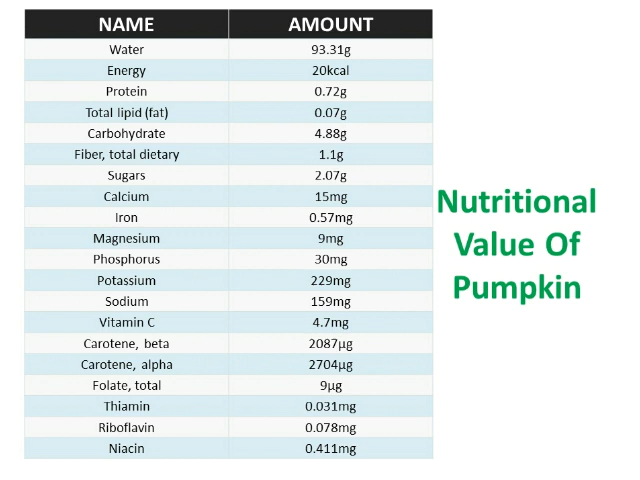 NAME AMOUNT
Water 93.31g
Energy 20kcal
Protein 0.72g
Total lipid (fat) 0.07g
Carbohydrate 4.88g
Fiber, total dietary 1.1g
Sugars 2.07g
Calcium 15mg
Iron 0.57mg
Magnesium 9mg
Phosphorus 30mg
Potassium 229mg
Sodium 159mg
Vitamin C 4.7mg
Carotene, beta 2087µg
Carotene, alpha 2704µg
Folate, total 9µg
Thiamin 0.031mg
Riboflavin 0.078mg
Niacin 0.411mg
Nutritional
Value Of
Pumpkin